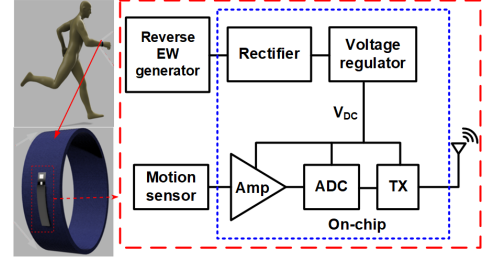 Reverse
EW
generator
Rectifier
Voltage
regulator
VDC
Motion
sensor
Amp
ADC
TX
On-chip